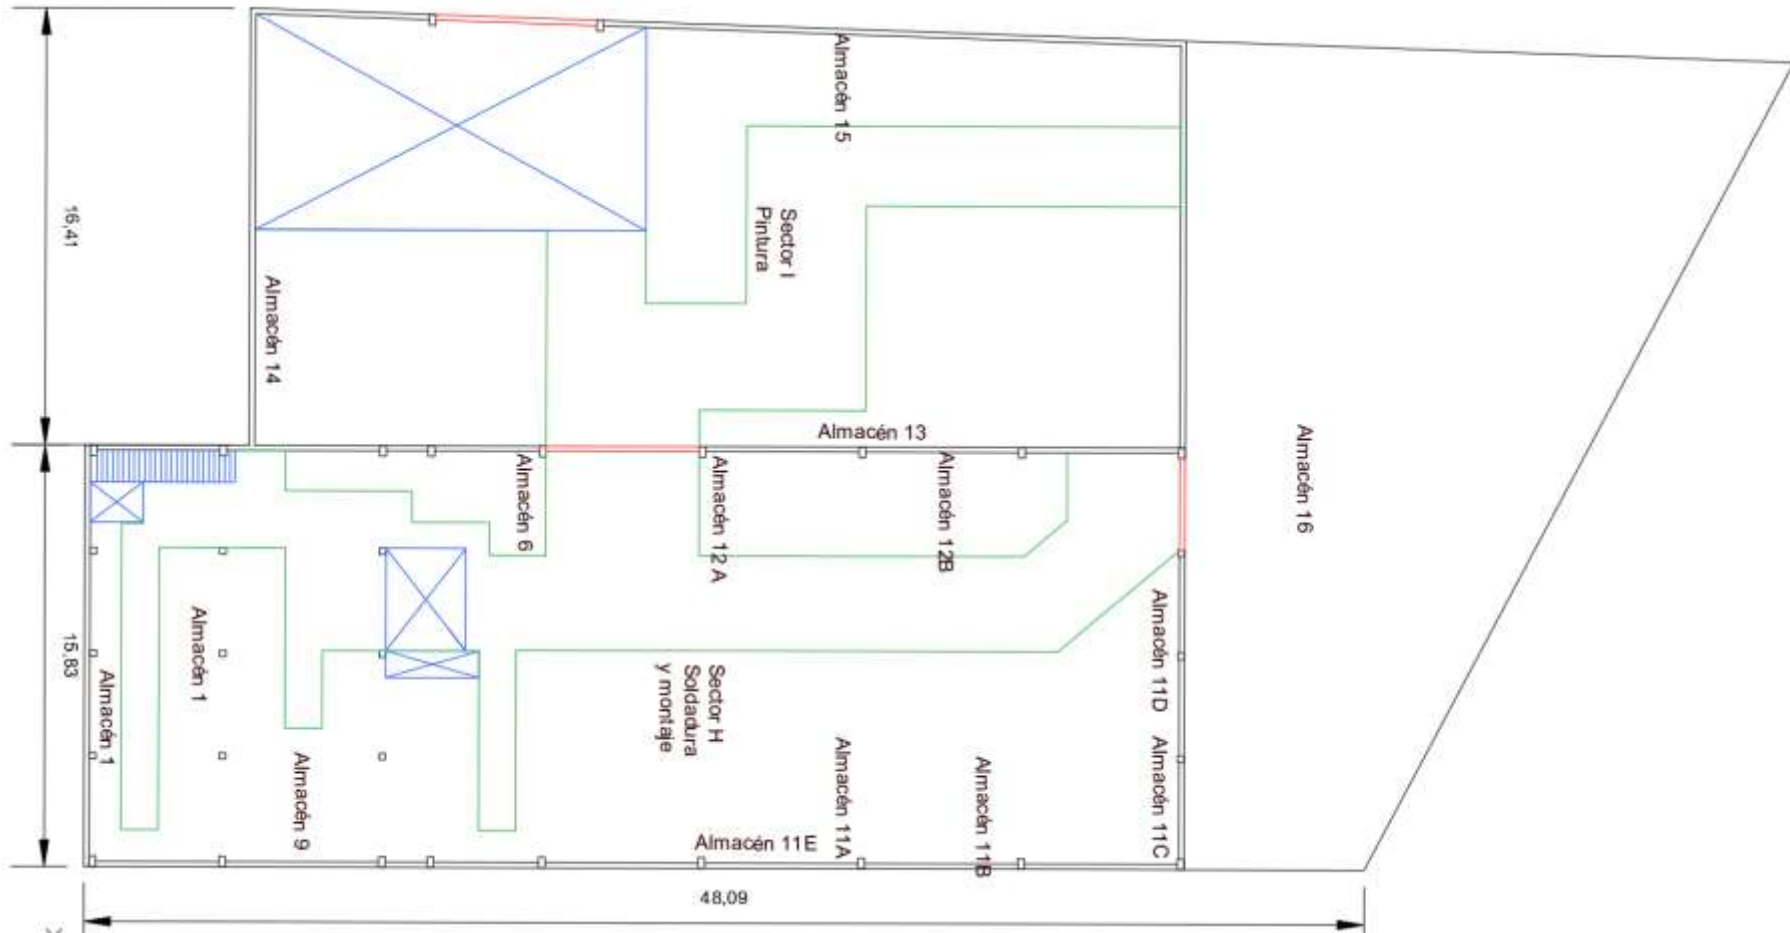 Almacén 15
16,41
Sector I
Pintura
Almacén 14
Almacén 13
Almacén 16
Almacén 6
Almacén 12 A
Almacén 12B
Almacén 1
Almacén 1
15,83
Sector H
Soldadura
y montaje
Almacén 11D
Almacén 9
Almacén 11E
Almacén 11A
Almacén 11B
Almacén 11C
48,09